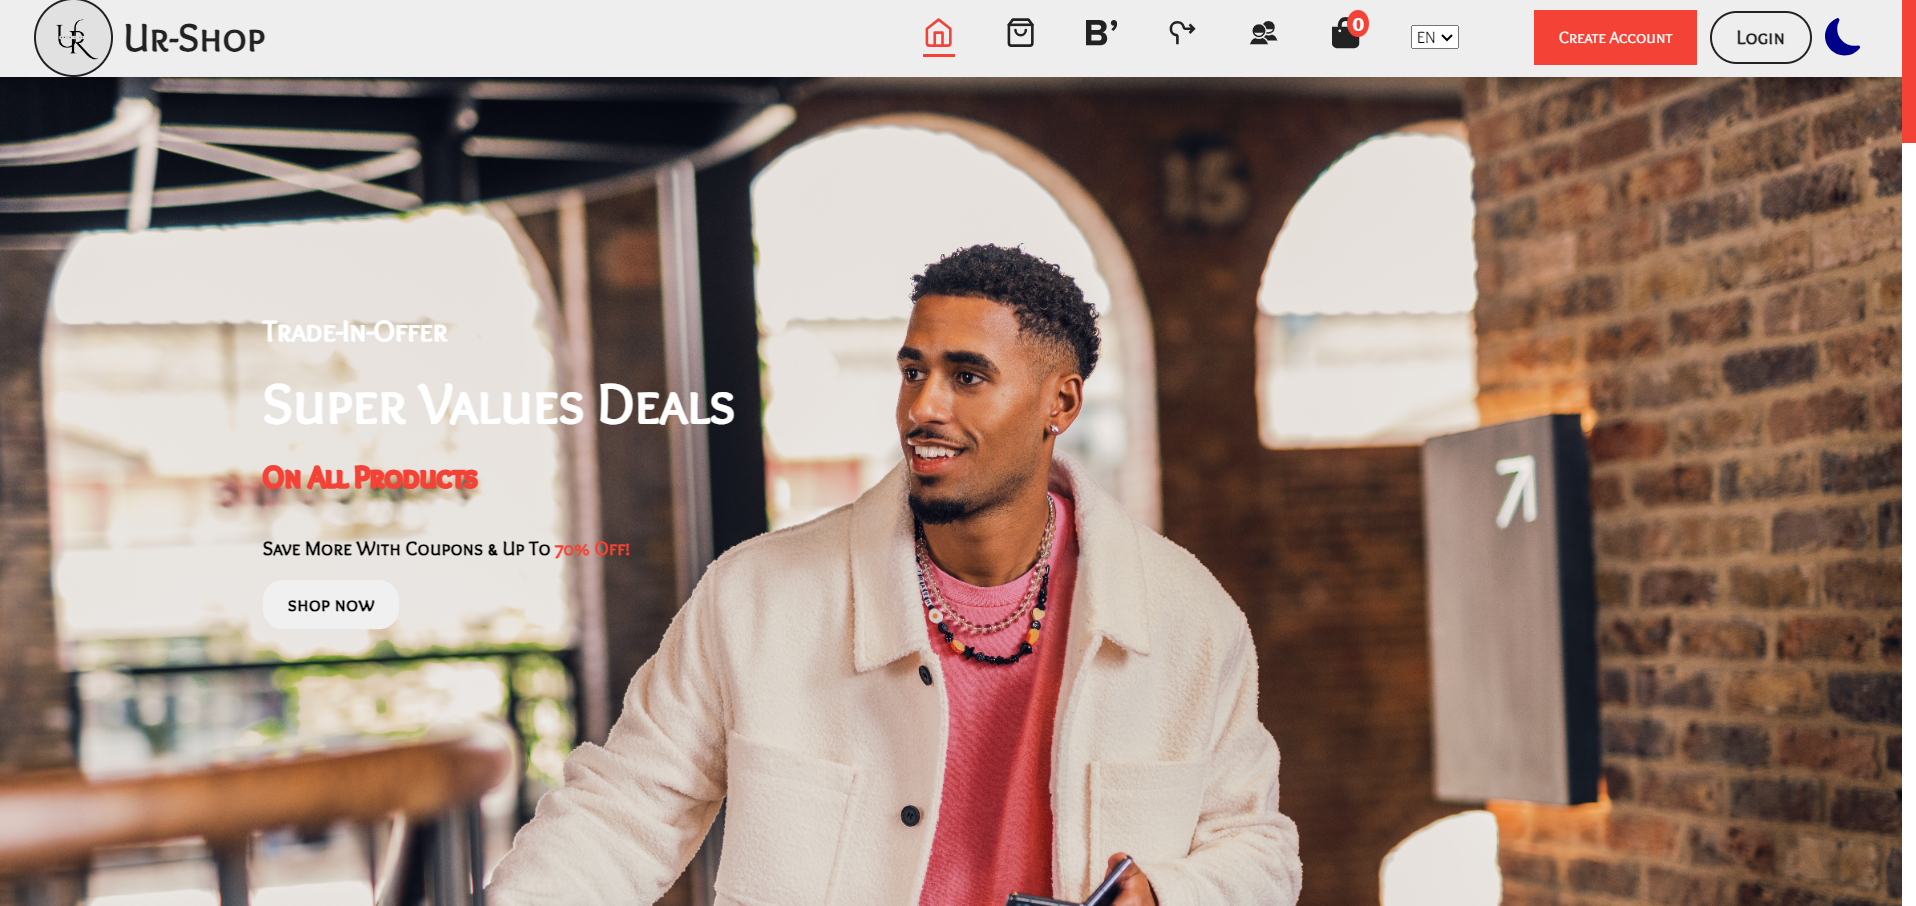 UR
Ur-Shop
B’
0
EN
Create Account
Login
15
Trade-In-Offer
Super Values Deals
On All Products
Save More With Coupons & Up To 70% Off!
SHOP NOW